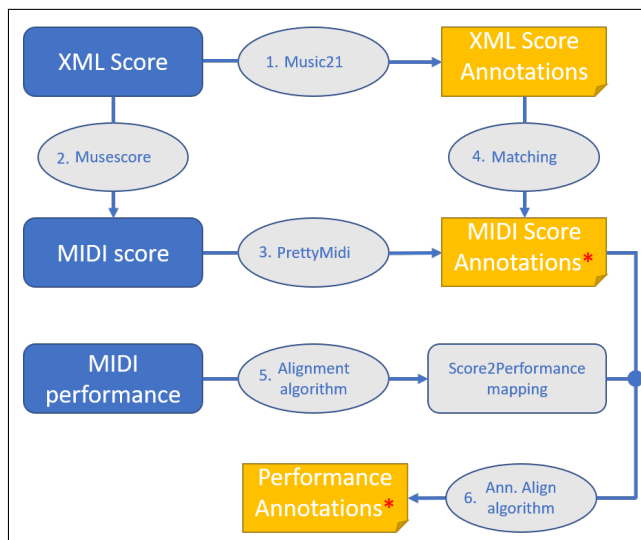 XML Score
1. Music21
XML Score
Annotations
2. Musescore
4. Matching
MIDI score
3. PrettyMidi
MIDI Score
Annotations*
MIDI
performance
5. Alignment
algorithm
Score2Performance
mapping
Performance
Annotations*
6. Ann. Align
algorithm